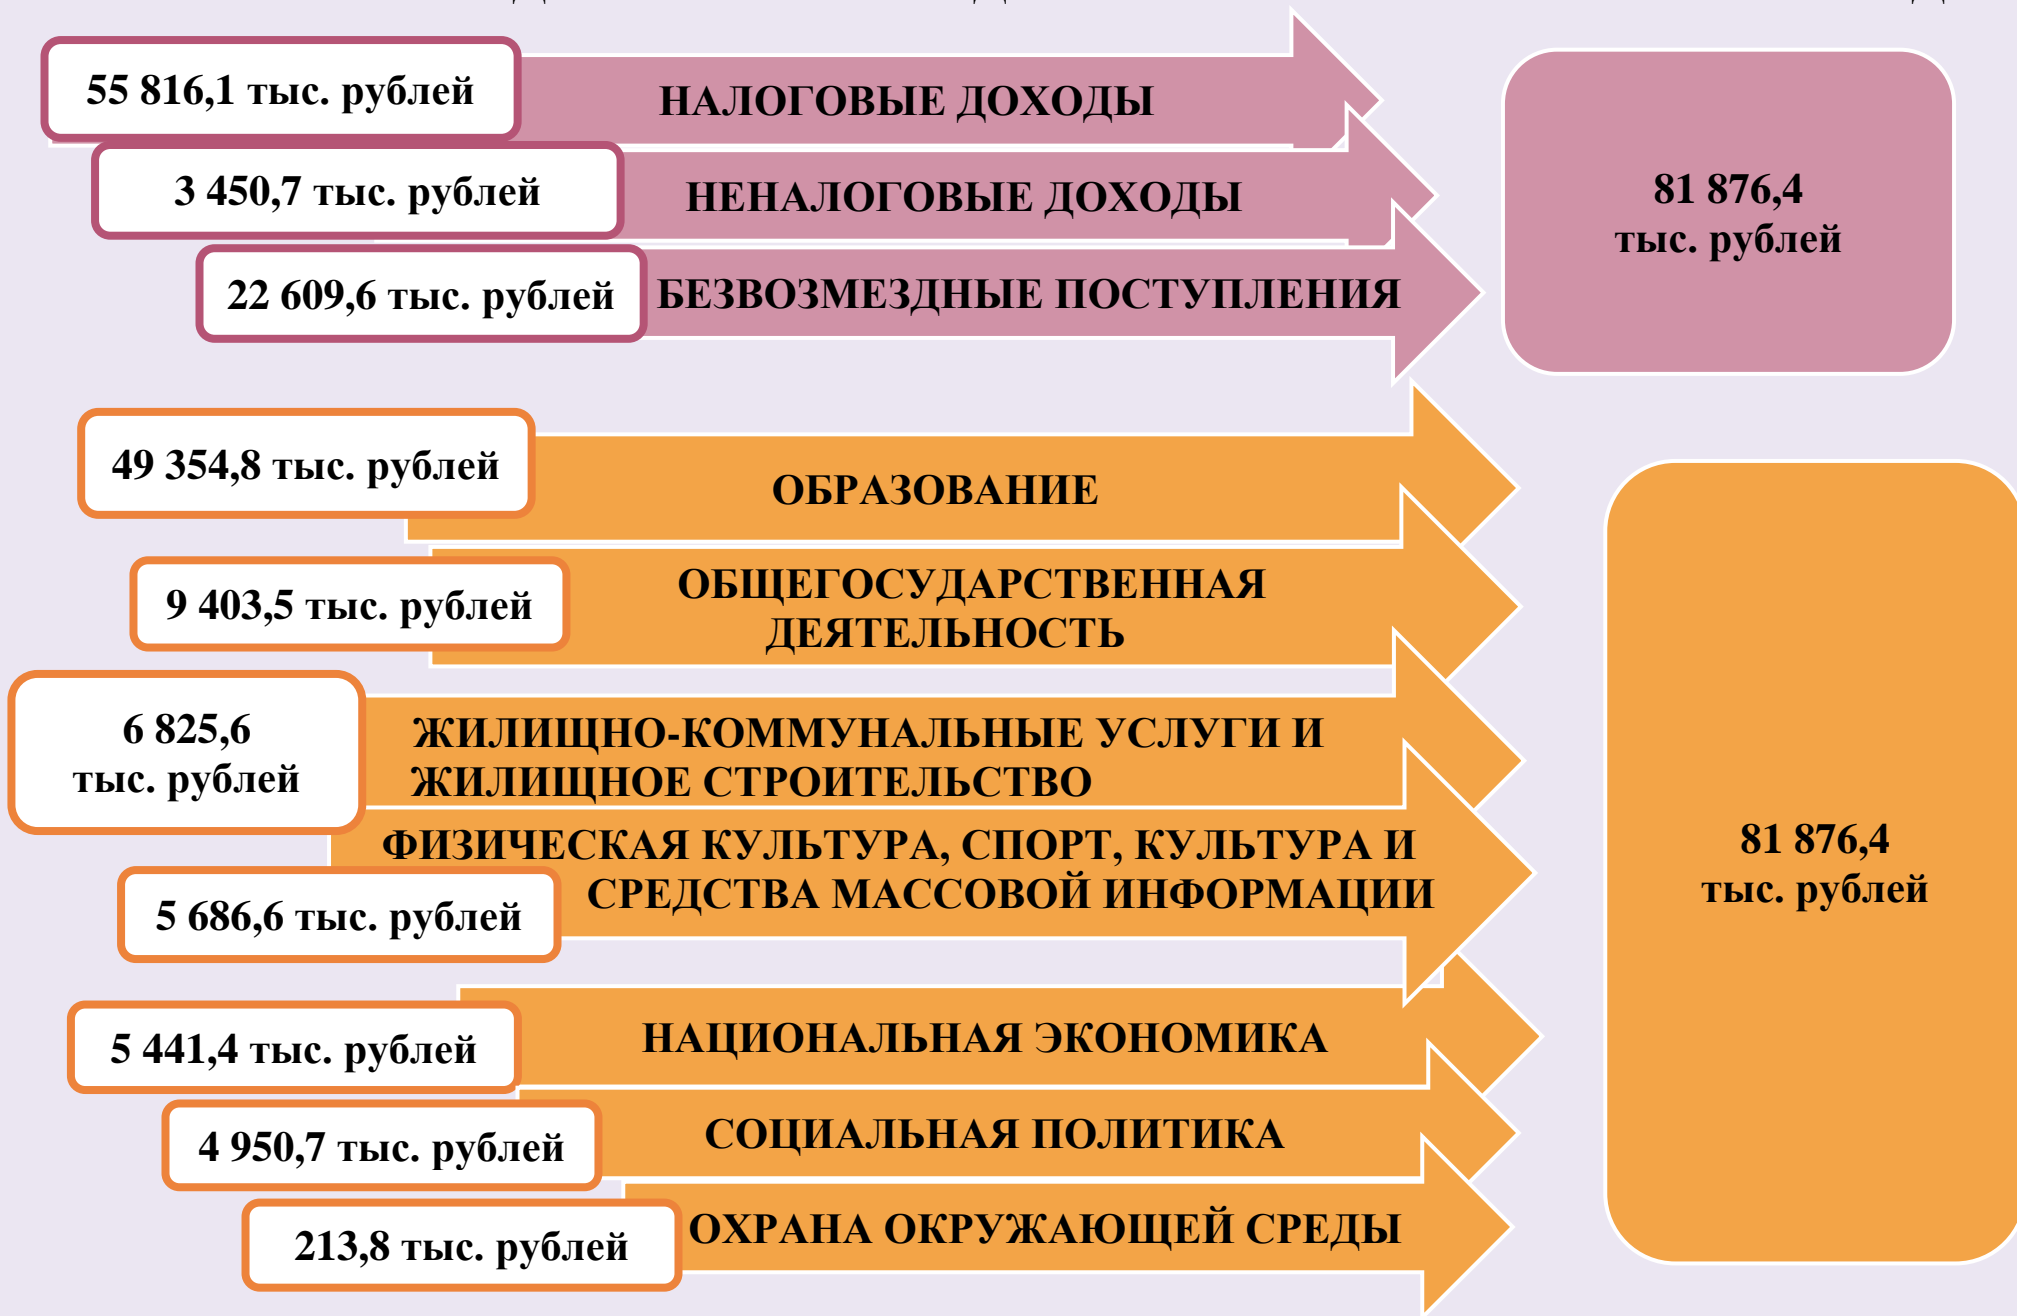 55 816,1 тыс. рублей
НАЛОГОВЫЕ ДОХОДЫ
3 450,7 тыс. рублей
НЕНАЛОГОВЫЕ ДОХОДЫ
22 609,6 тыс. рублей
БЕЗВОЗМЕЗДНЫЕ ПОСТУПЛЕНИЯ
81 876,4
тыс. рублей
49 354,8 тыс. рублей
ОБРАЗОВАНИЕ
9 403,5 тыс. рублей
ОБЩЕГОСУДАРСТВЕННАЯ
ДЕЯТЕЛЬНОСТЬ
6 825,6
тыс. рублей
ЖИЛИЩНО-КОММУНАЛЬНЫЕ УСЛУГИ И
ЖИЛИЩНОЕ СТРОИТЕЛЬСТВО
ФИЗИЧЕСКАЯ КУЛЬТУРА, СПОРТ, КУЛЬТУРА И
СРЕДСТВА МАССОВОЙ ИНФОРМАЦИИ
5 686,6 тыс. рублей
5 441,4 тыс. рублей
НАЦИОНАЛЬНАЯ ЭКОНОМИКА
4 950,7 тыс. рублей
СОЦИАЛЬНАЯ ПОЛИТИКА
213,8 тыс. рублей
ОХРАНА ОКРУЖАЮЩЕЙ СРЕДЫ
81 876,4
тыс. рублей